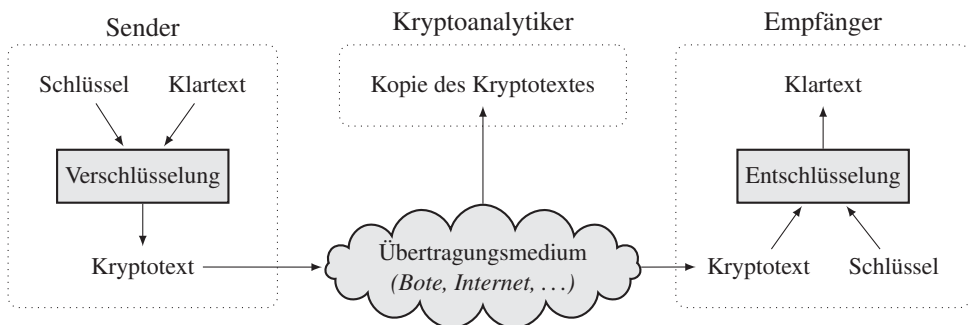 Sender
Schlüssel Klartext
Verschlüsselung
Kryptotext
Kryptoanalytiker
Kopie des Kryptotextes
Übertragungsmedium
(Bote, Internet, …)
Empfänger
Klartext
Entschlüsselung
Kryptotext Schlüssel